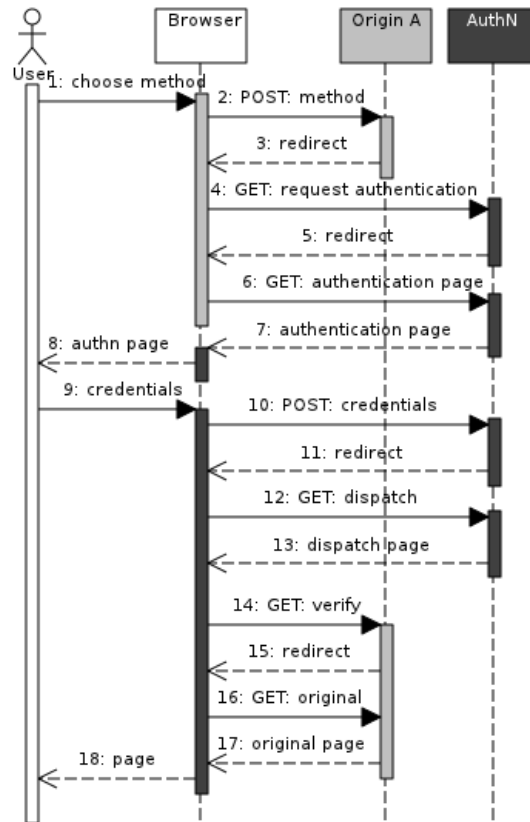 Browser
Origin A
AuthN
User
1: choose method
2: POST: method
3: redirect
4: GET: request authentication
5: redirect
6: GET: authentication page
7: authentication page
8: authn page
9: credentials
10: POST: credentials
11: redirect
12: GET: dispatch
13: dispatch page
14: GET: verify
15: redirect
16: GET: original
17: original page
18: page